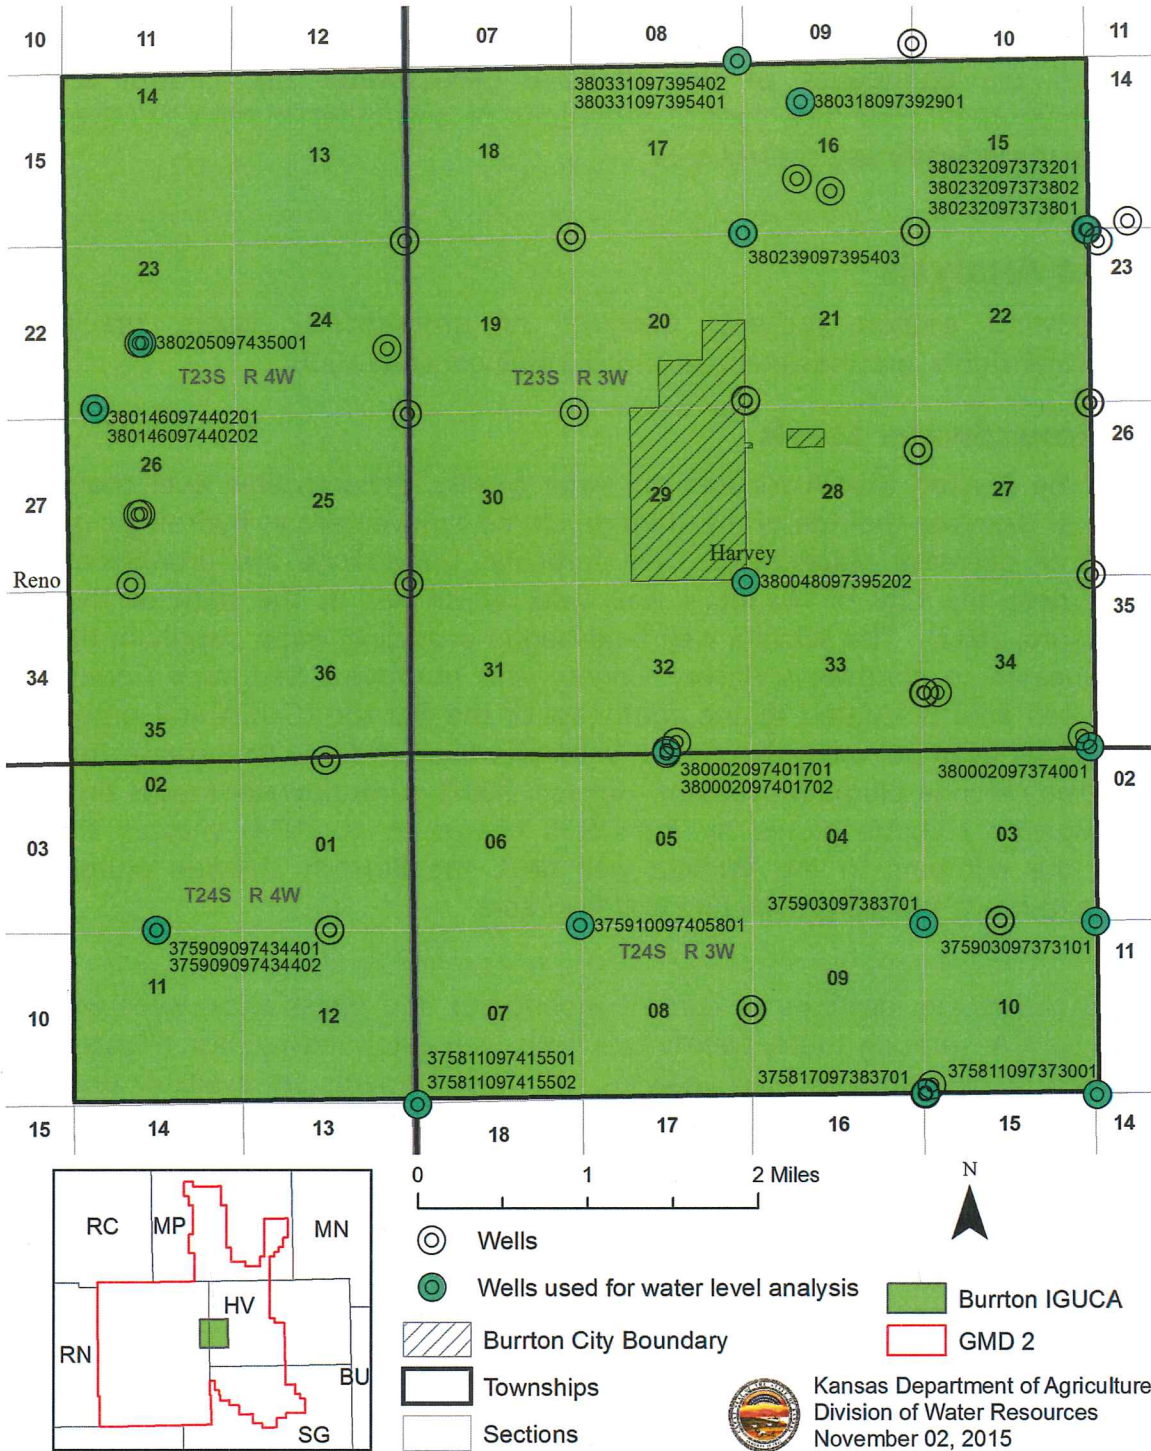 10 11 12 07 08 09 10 11
380331097395402
380331097395401
380318097392901
14
14
15 13 18 17 16 15
380232097373201
380232097373802
380232097373801
380239097395403
23
23
22 24 19 20 21 22
380205097435001
T23S R 4W
T23S R 3W
380146097440201
380146097440202
26
26
27 25 30 29 28 27
Reno
Harvey
380048097395202
35
34 36 31 32 33 34
35
380002097401701
380002097401702
380002097374001
02
02
03 01 06 05 04 03
T24S R 4W
375909097434401
375909097434402
375910097405801
T24S R 3W
375903097383701
375903097373101
11
11
10 12 07 08 09 10
375811097415501
375811097415502
375817097383701
375811097373001
15 14 13 18 17 16 15 14
0 1 2 Miles
N
RC MP MN
HV
RN
BU
SG
Wells
Wells used for water level analysis
Burrton City Boundary
Townships
Sections
Burrton IGUCA
GMD 2
Kansas Department of Agriculture
Division of Water Resources
November 02, 2015